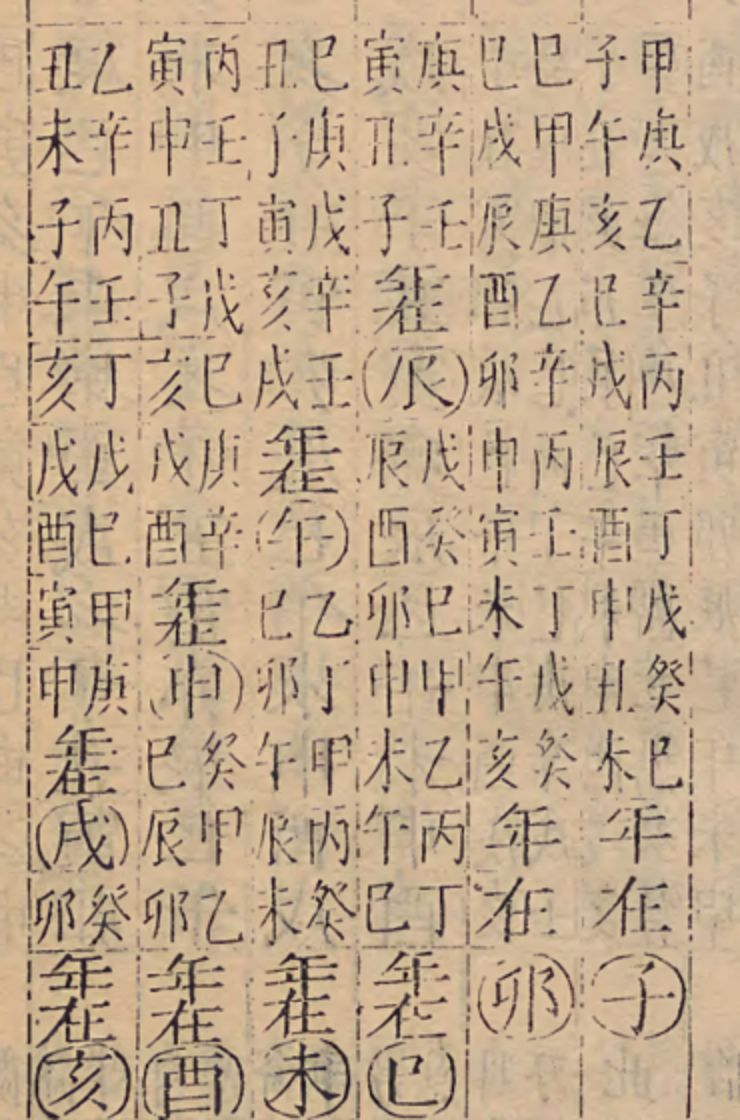 甲子庚午乙亥辛巳丙戌壬辰丁酉戊申癸丑己未年在子
己巳甲戌庚辰乙酉辛卯丙申壬寅丁未戊午癸亥年在卯
庚寅辛丑壬子年在(辰)戊辰癸酉己卯甲申乙未丙午丁巳年在巳
己丑庚子戊寅辛亥壬戌年在(午)乙巳丁卯甲午丙辰癸未年在未
丙寅壬申丁丑戊子己亥庚戌辛酉年在(申)癸巳甲辰乙卯年在酉
乙丑辛未丙子壬午丁亥戊戌己酉甲寅庚申年在(戌)癸卯年在亥